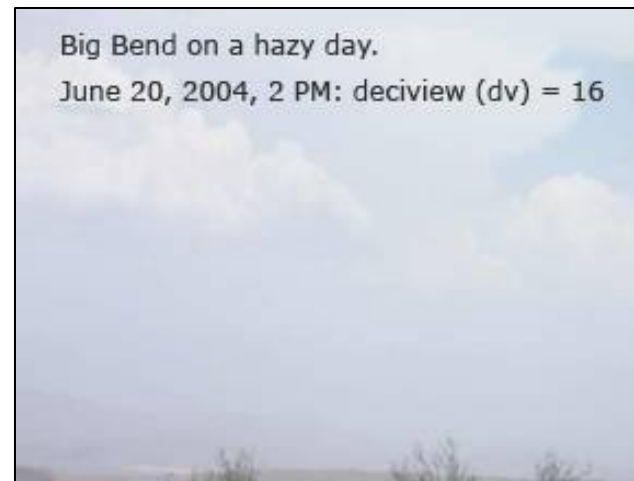 Big Bend on a hazy day.
June 20, 2004, 2 PM: deciview (dv) = 16